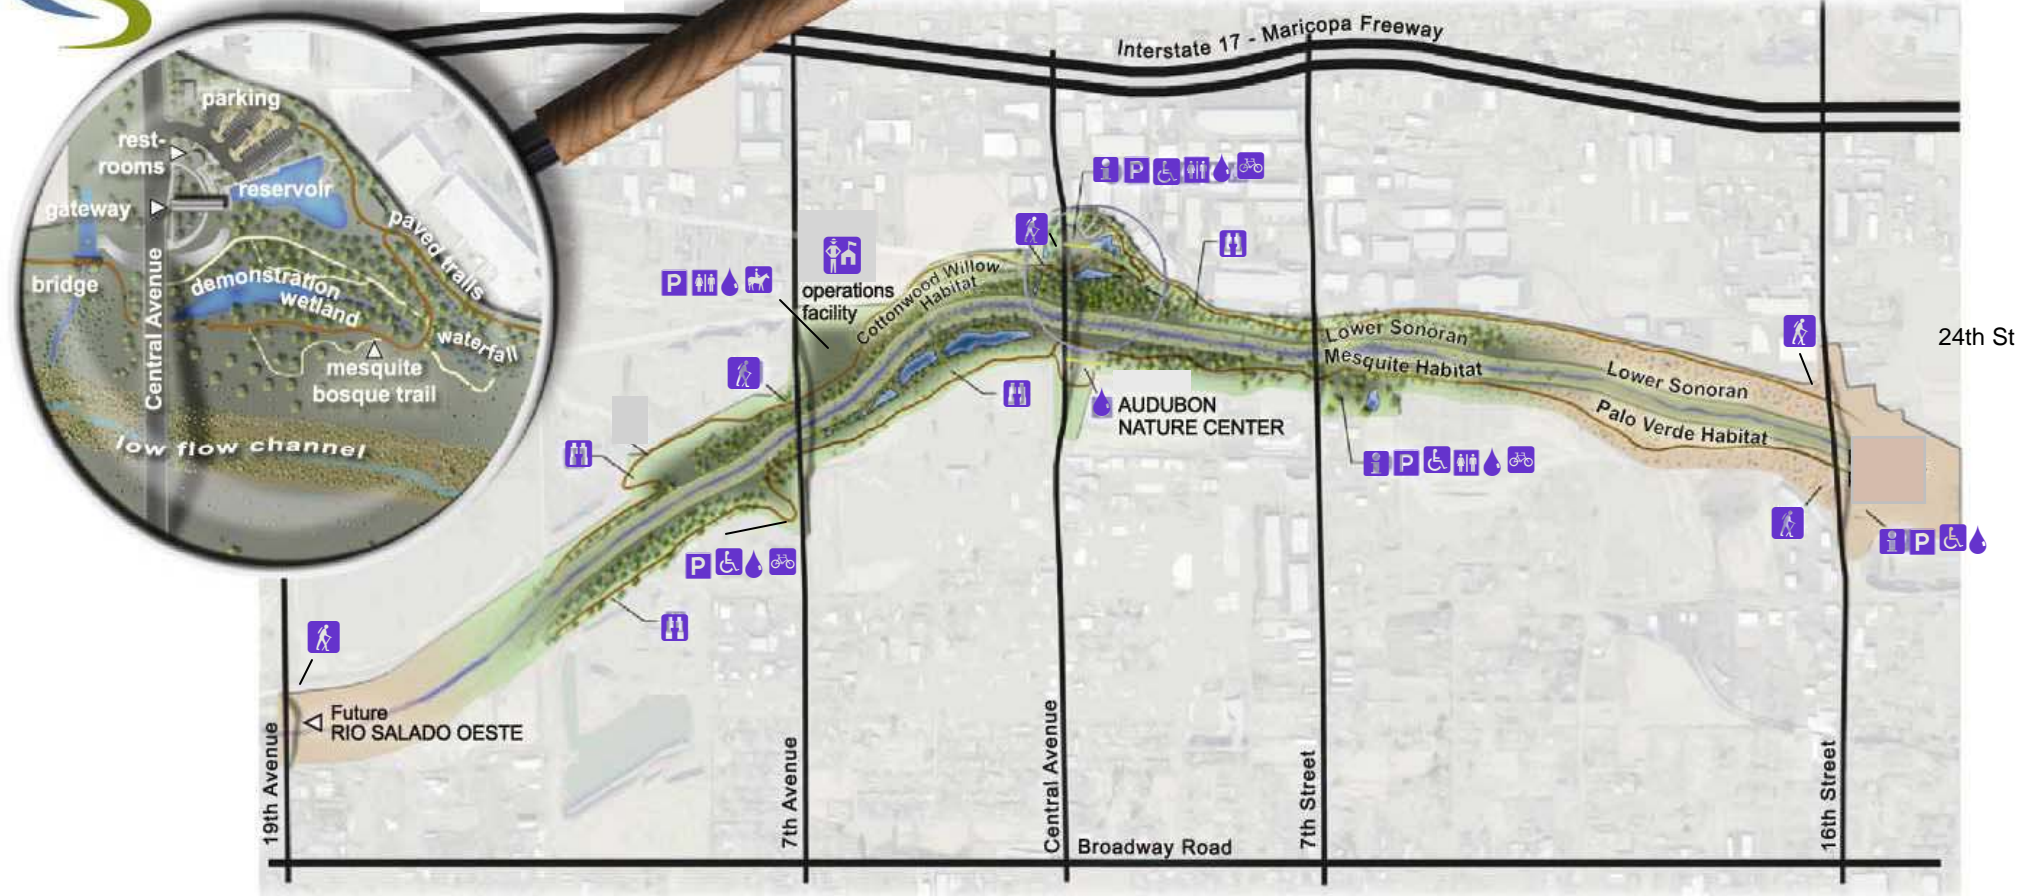 Interstate 17 - Maricopa Freeway
parking
rest-
rooms
reservoir
gateway
paved trails
bridge
Central Avenue
demonstration
wetland
waterfall
mesquite
bosque trail
low flow channel
P
operations
facility
Cottonwood Willow
Habitat
P
i P
Lower Sonoran
Mesquite Habitat
Lower Sonoran
Palo Verde Habitat
24th St
AUDUBON
NATURE CENTER
i P
P
i P
Future
RIO SALADO OESTE
19th Avenue
7th Avenue
Central Avenue
7th Street
16th Street
Broadway Road